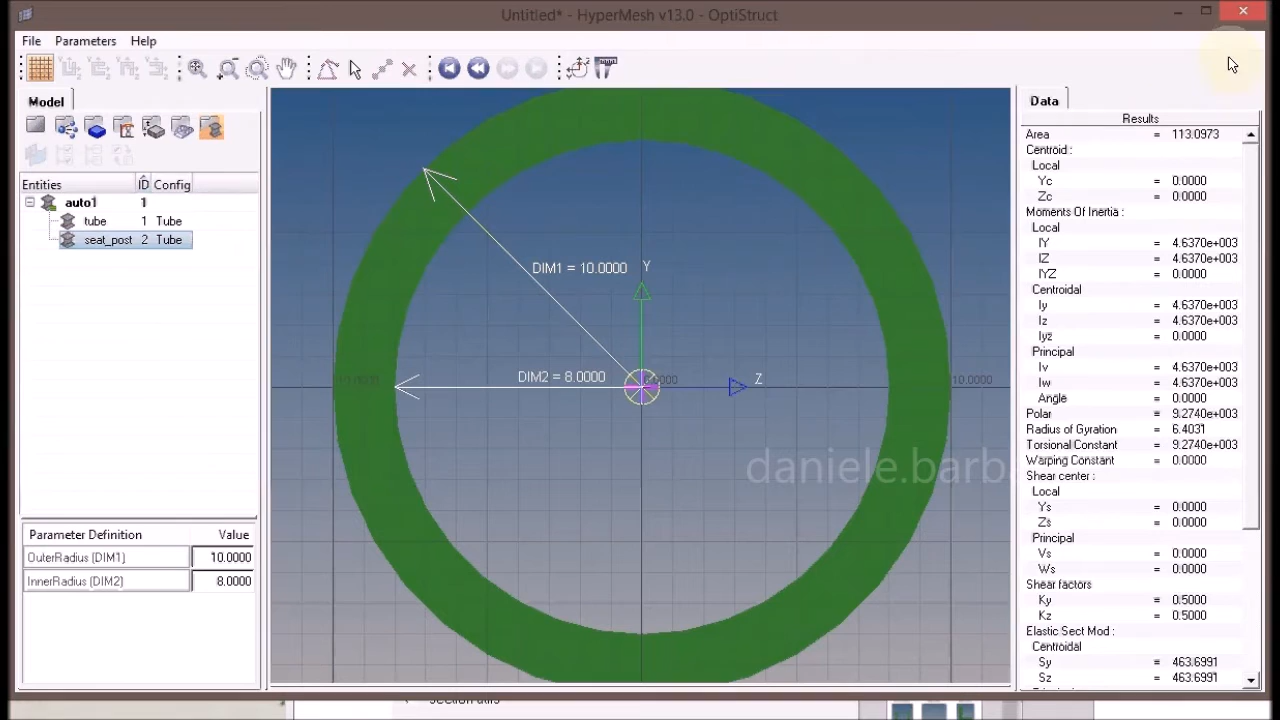 Untitled* - HyperMesh v13.0 - OptiStruct
File Parameters Help
Model
Entities ID Config
auto1 1
tube 1 Tube
seat_post 2 Tube
Parameter Definition Value
OuterRadius (DIM1) 10.0000
InnerRadius (DIM2) 8.0000
DIM1 = 10.0000 Y
DIM2 = 8.0000
Z
10.0000
daniele.barba
Data
Results
Area = 113.0973
Centroid :
Local
Yc = 0.0000
Zc = 0.0000
Moments Of Inertia :
Local
IY = 4.6370e+003
IZ = 4.6370e+003
IYZ = 0.0000
Centroidal
Iy = 4.6370e+003
Iz = 4.6370e+003
Iyz = 0.0000
Principal
Iv = 4.6370e+003
Iw = 4.6370e+003
Angle = 0.0000
Polar = 9.2740e+003
Radius of Gyration = 6.4031
Torsional Constant = 9.2740e+003
Warping Constant = 0.0000
Shear center :
Local
Ys = 0.0000
Zs = 0.0000
Principal
Vs = 0.0000
Ws = 0.0000
Shear factors
Ky = 0.5000
Kz = 0.5000
Elastic Sect Mod :
Centroidal
Sy = 463.6991
Sz = 463.6991